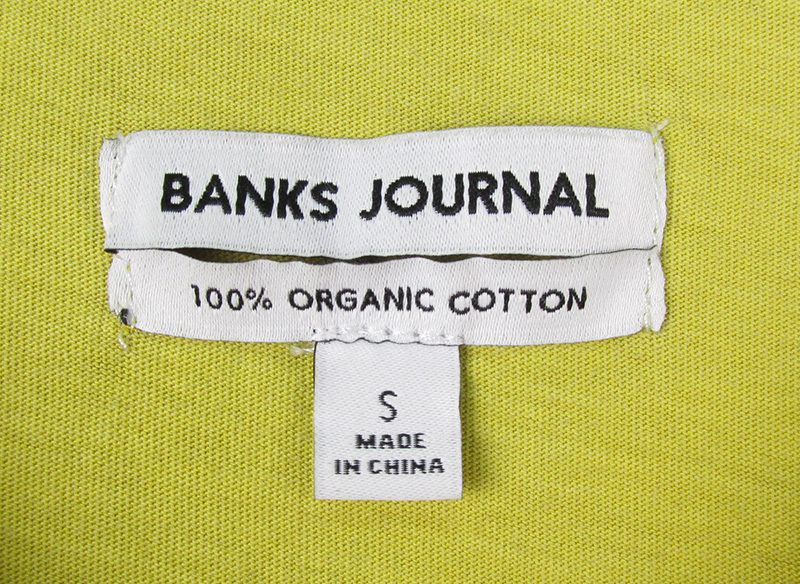 BANKS JOURNAL
100% ORGANIC COTTON
S
MADE
IN CHINA